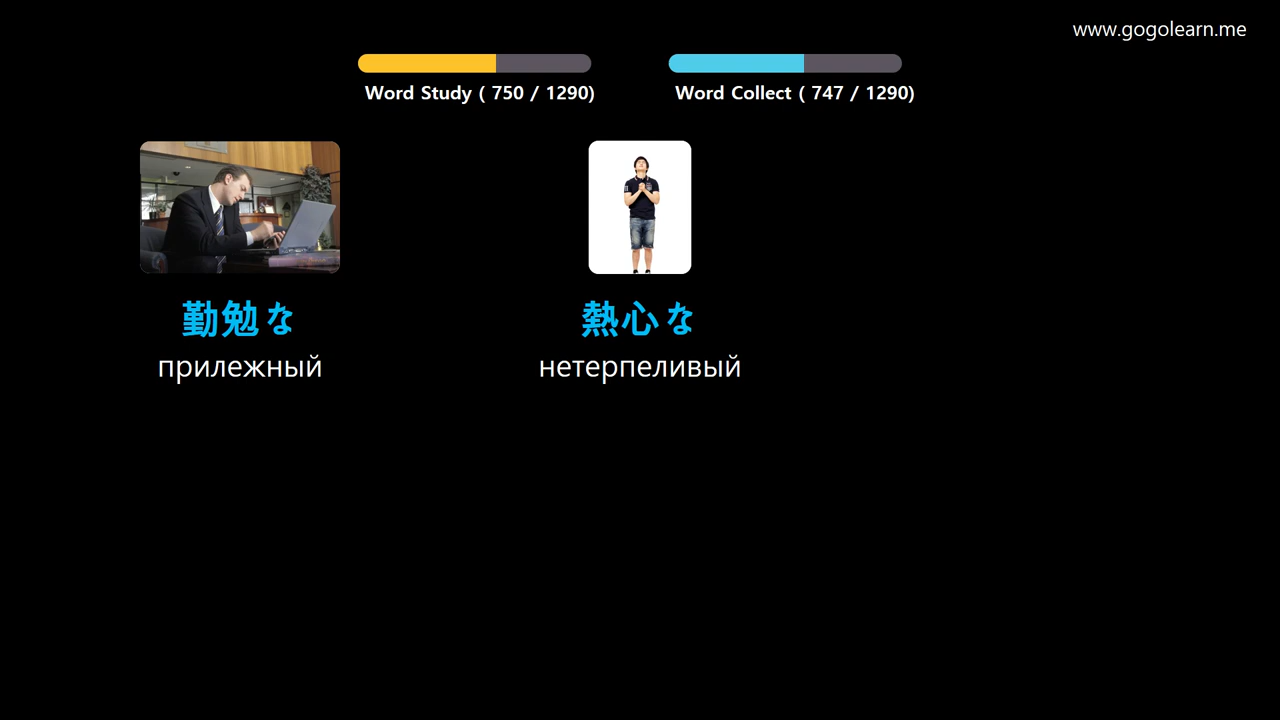 www.gogolearn.me
Word Study ( 750 / 1290)
Word Collect ( 747 / 1290)
勤勉な
熱心な
прилежный
нетерпеливый